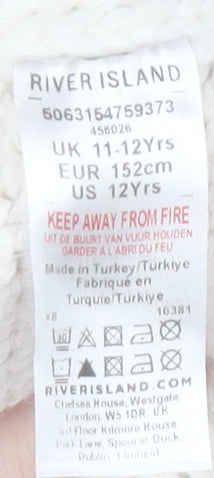 RIVER ISLAND
5063154759373
456026
UK 11-12Yrs
EUR 152cm
US 12Yrs
KEEP AWAY FROM FIRE
UIT DE BUURT VAN VUUR HOUDEN
GARDER À L'ABRI DU FEU
Made in Turkey/Türkiye
Fabriqué en
Turquie/Türkiye
X8 16381
30
RIVERISLAND.COM
Chelsea House, Westgate,
London, W5 1DR. UK
3rd Floor Kilmore House,
Park Lane, Spencer Dock,
Dublin 1 Ireland